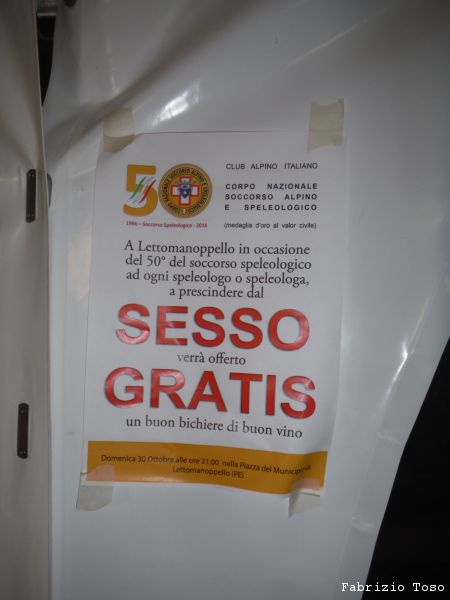 CLUB ALPINO ITALIANO
50
CORPO NAZIONALE
SOCCORSO ALPINO
E SPELEOLOGICO
1966 - Soccorso Speleologico - 2016
(medaglia d'oro al valor civile)
A Lettomanoppello in occasione
del 50° del soccorso speleologico
ad ogni speleologo o speleologa,
a prescindere dal
SESSO
verrà offerto
GRATIS
un buon bichiere di buon vino
Domenica 30 Ottobre alle ore 21.00 nella Piazza del Municipio
Lettomanoppello (PE)
Fabrizio Toso